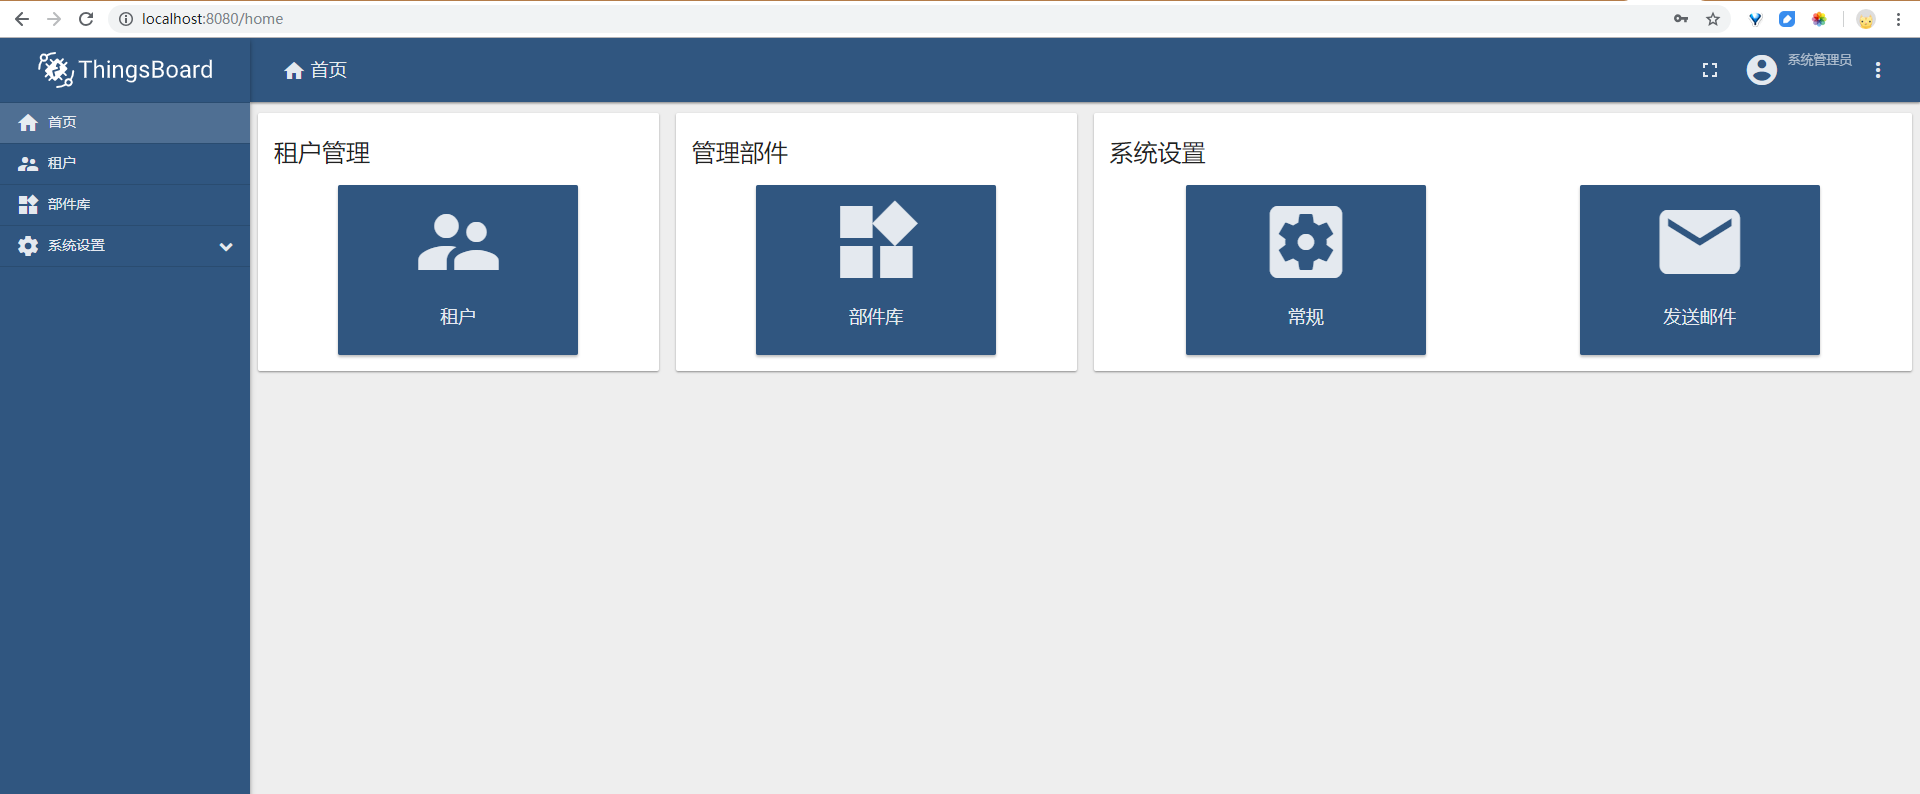 localhost:8080/home
ThingsBoard
首页
系统管理员
首页
租户
部件库
系统设置
租户管理
租户
管理部件
部件库
系统设置
常规
发送邮件